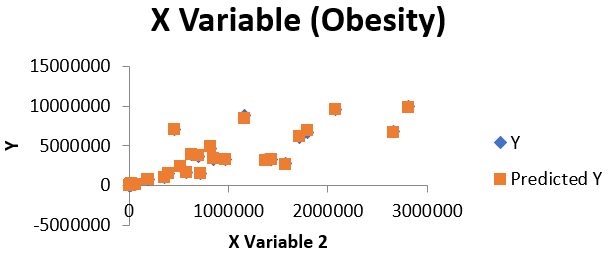 X Variable (Obesity)
15000000
10000000
5000000
0
-5000000
Y
0 1000000 2000000 3000000
X Variable 2
Y
Predicted Y